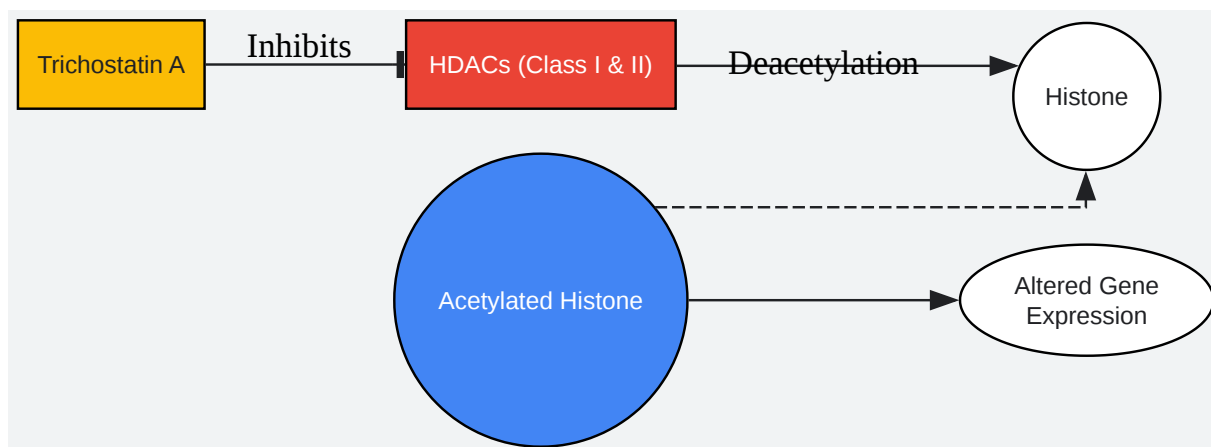 Trichostatin A
Inhibits
HDACs (Class I & II)
Deacetylation
Histone
Acetylated Histone
Altered Gene
Expression